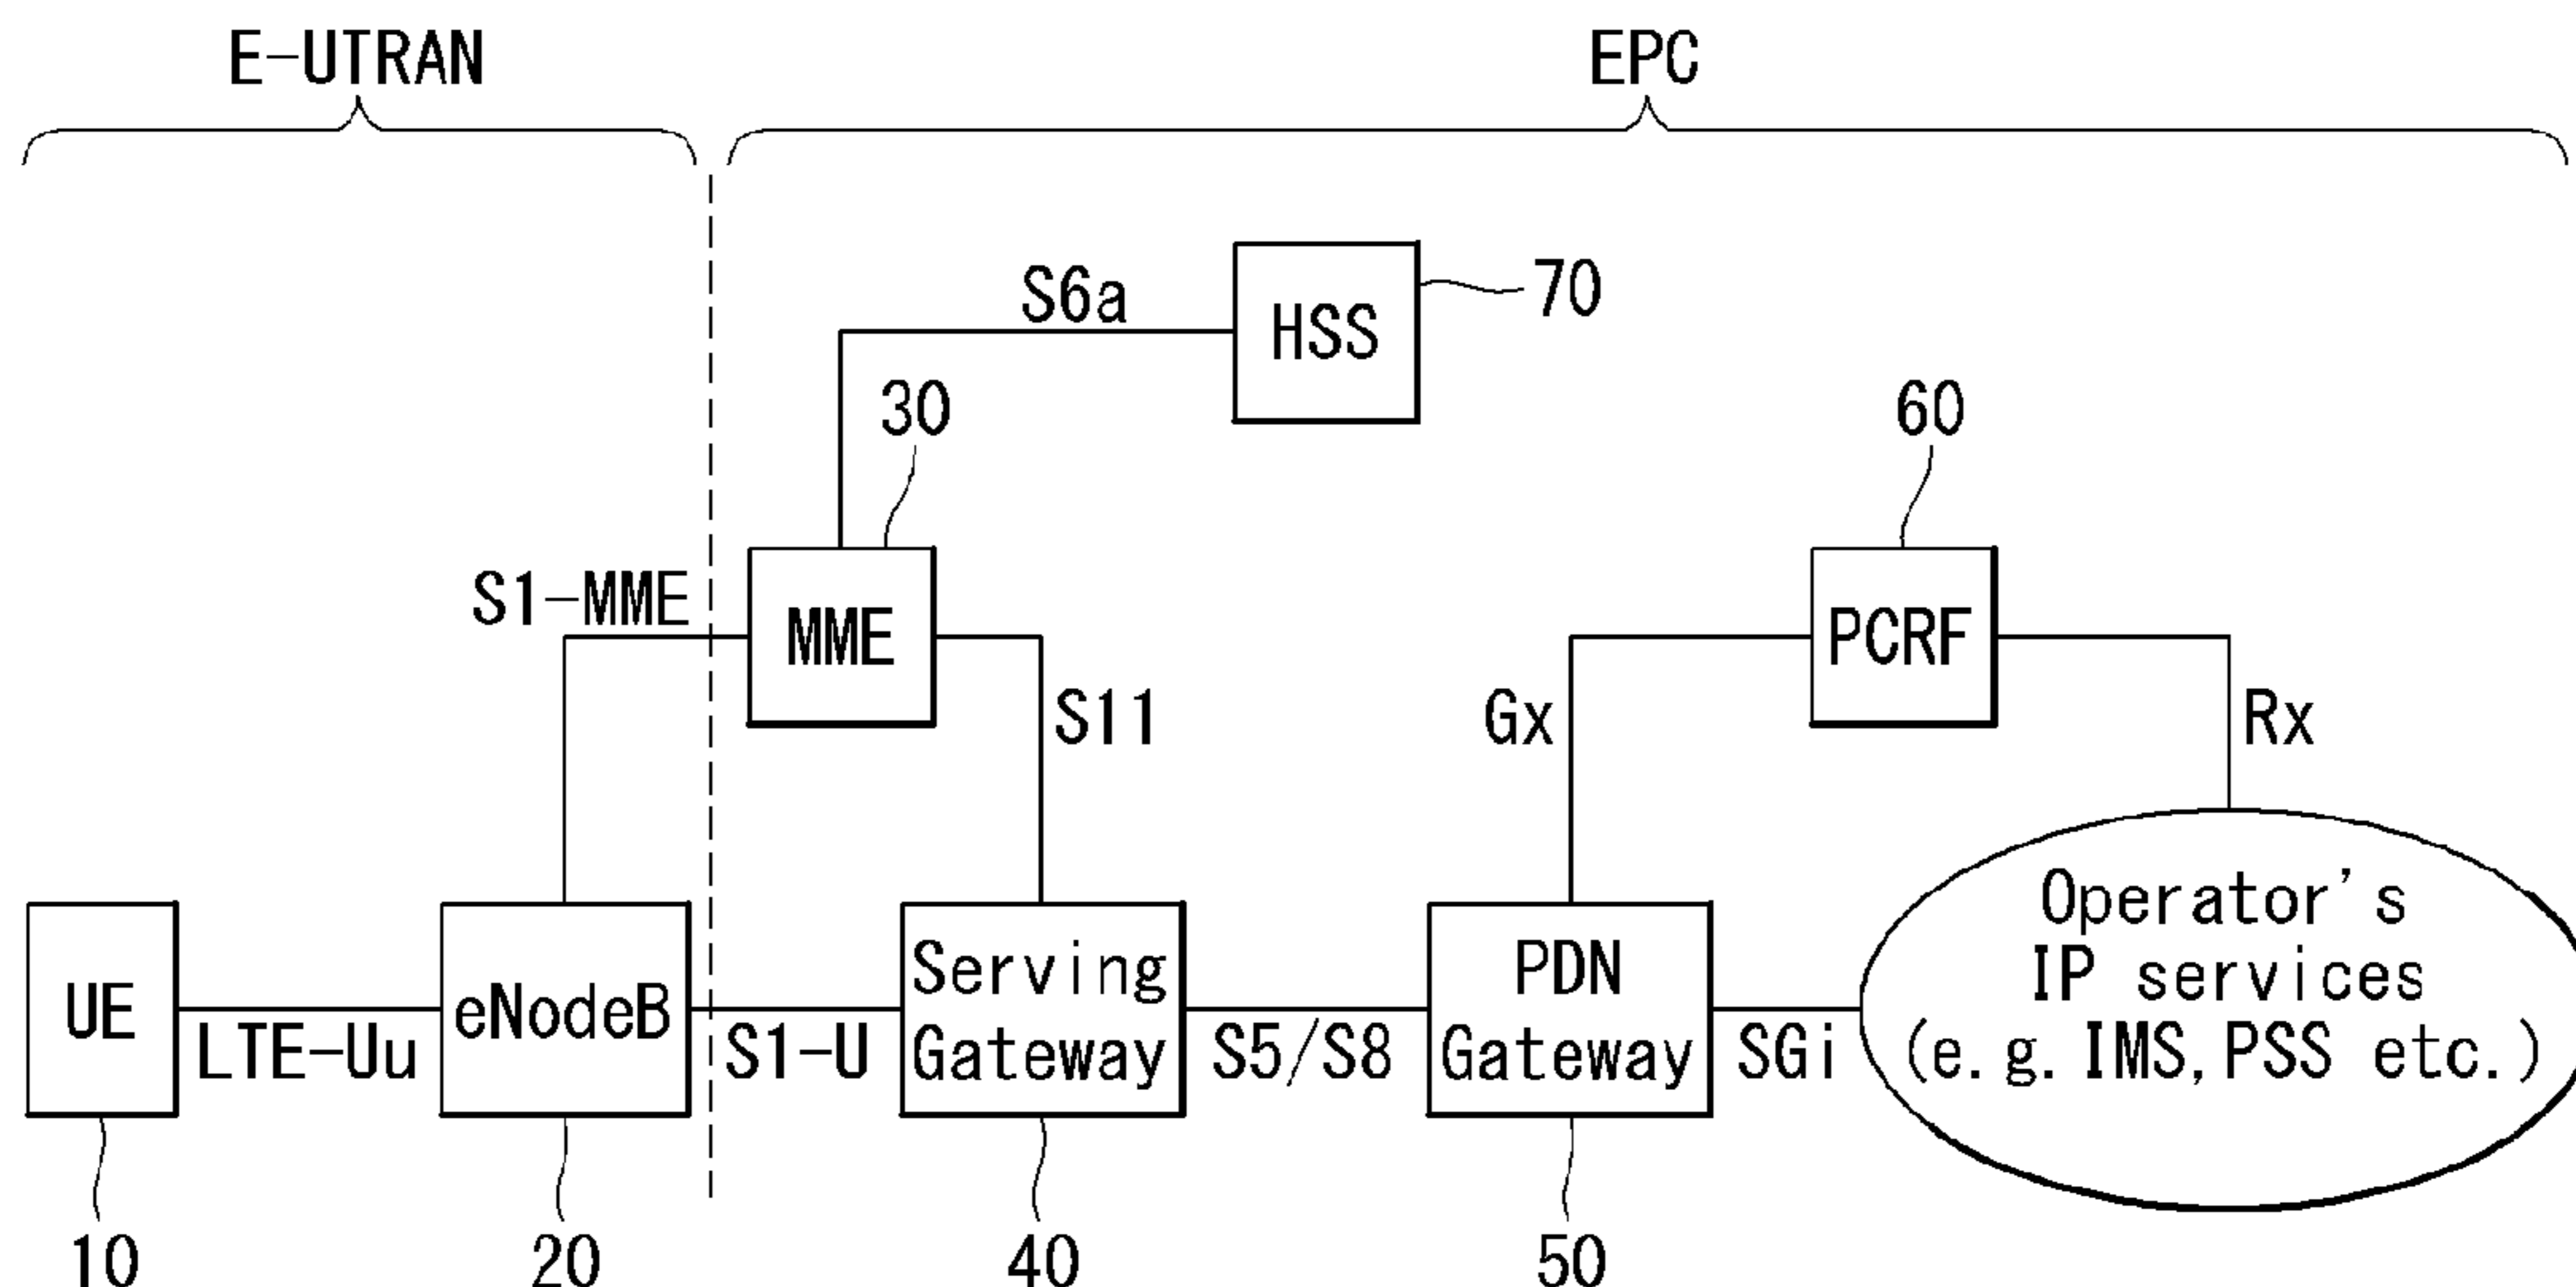 E-UTRAN
EPC
S6a
HSS
70
30
60
S1-MME
MME
S11
PCRF
Gx
Rx
UE
LTE-Uu
eNodeB
S1-U
Serving
Gateway
S5/S8
PDN
Gateway
SGi
Operator's
IP services
(e.g. IMS, PSS etc.)
10
20
40
50